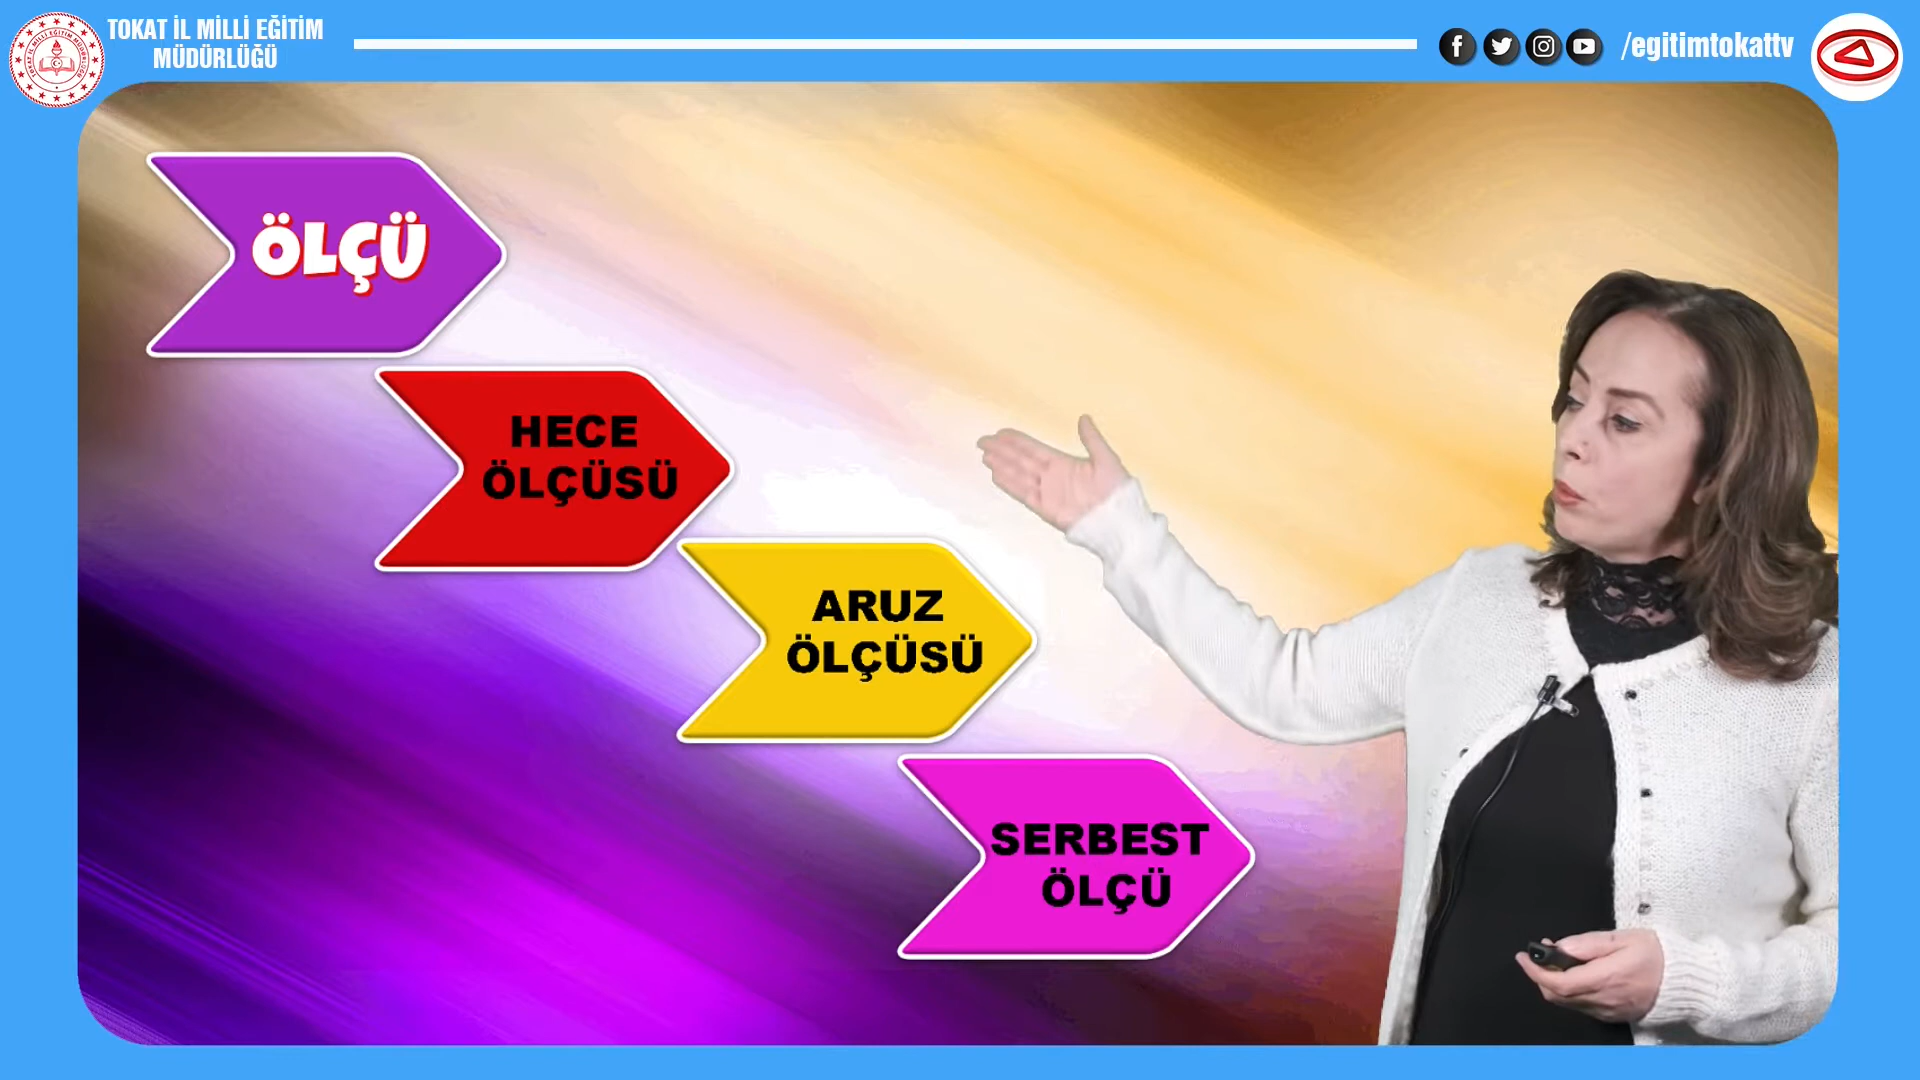 TOKAT İL MİLLİ EĞİTİM
MÜDÜRLÜĞÜ
/egitimtokattv
ÖLÇÜ
HECE
ÖLÇÜSÜ
ARUZ
ÖLÇÜSÜ
SERBEST
ÖLÇÜ